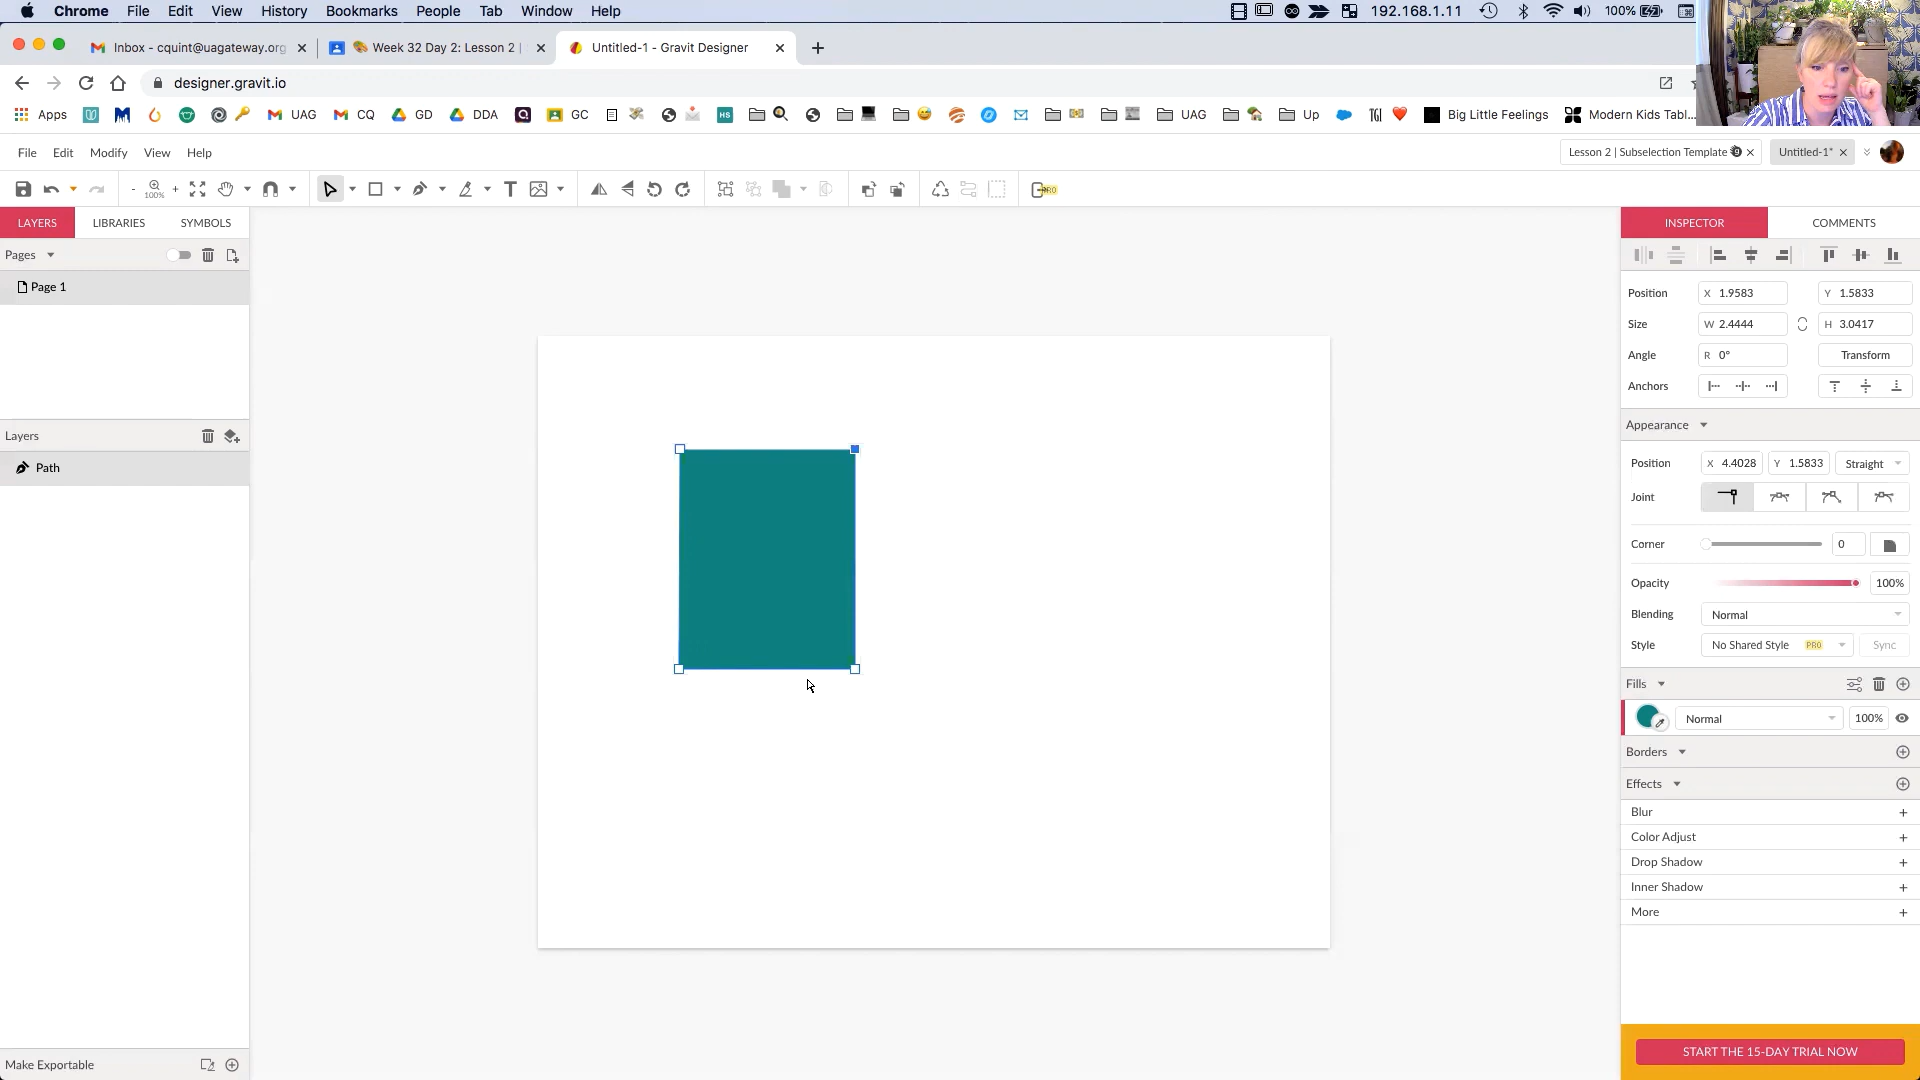 Chrome File Edit View History Bookmarks People Tab Window Help 192.168.1.11 100%
Inbox - cquint@uagateway.org Week 32 Day 2: Lesson 2 | Untitled-1 - Gravit Designer
designer.gravit.io
Apps UAG CQ GD DDA GC HS UAG Up Big Little Feelings Modern Kids Tabl...
File Edit Modify View Help Lesson 2 | Subselection Template Untitled-1*
100% PRO
LAYERS LIBRARIES SYMBOLS INSPECTOR COMMENTS
Pages
Page 1
Position X 1.9583 Y 1.5833
Size W 2.4444 H 3.0417
Angle R 0° Transform
Anchors
Appearance
Layers
Path
Position X 4.4028 Y 1.5833 Straight
Joint
Corner 0
Opacity 100%
Blending Normal
Style No Shared Style PRO Sync
Fills
Normal 100%
Borders
Effects
Blur +
Color Adjust +
Drop Shadow +
Inner Shadow +
More +
Make Exportable
START THE 15-DAY TRIAL NOW